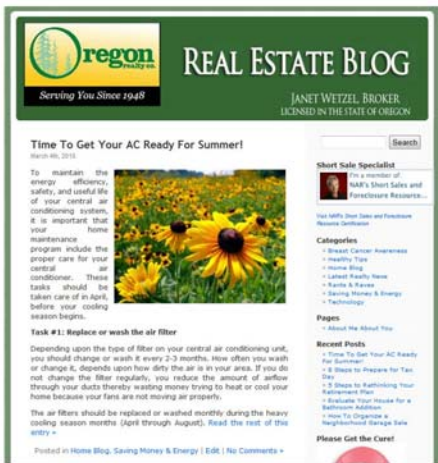 Oregon
realty co.
Serving You Since 1948
REAL ESTATE BLOG
JANET WETZEL, BROKER
LICENSED IN THE STATE OF OREGON
Time To Get Your AC Ready For Summer!
March 4th, 2010
To maintain the
energy efficiency,
safety, and useful life
of your central air
conditioning system,
it is important that
your home
maintenance
program include the
proper care for your
central air
conditioner. These
tasks should be
taken care of in April,
before your cooling
season begins.
Task #1: Replace or wash the air filter
Depending upon the type of filter on your central air conditioning unit,
you should change or wash it every 2-3 months. How often you wash
or change it, depends upon how dirty the air is in your area. If you do
not change the filter regularly, you reduce the amount of airflow
through your ducts thereby wasting money trying to heat or cool your
home because your fans are not moving air properly.
The air filters should be replaced or washed monthly during the heavy
cooling season months (April through August). Read the rest of this
entry »
Posted in Home Blog, Saving Money & Energy | Edit | No Comments »
Search
Short Sale Specialist
I'm a member of:
NAR's Short Sales and
Foreclosure Resource...
Visit NAR's Short Sales and Foreclosure
Resource Certification
Categories
» Breast Cancer Awareness
» Healthy Tips
» Home Blog
» Latest Realty News
» Rants & Raves
» Saving Money & Energy
» Technology
Pages
» About Me About You
Recent Posts
» Time To Get Your AC Ready
For Summer!
» 8 Steps to Prepare for Tax
Day
» 5 Steps to Rethinking Your
Retirement Plan
» Evaluate Your House for a
Bathroom Addition
» How To Organize a
Neighborhood Garage Sale
Please Get the Cure!